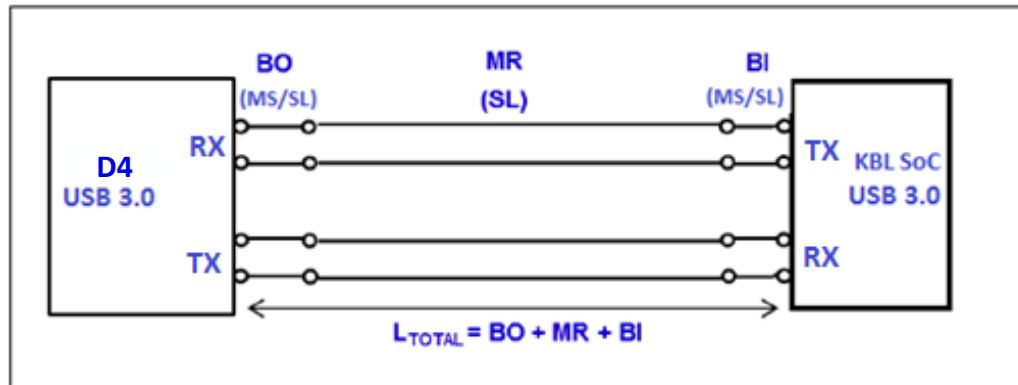 BO
(MS/SL)
MR
(SL)
BI
(MS/SL)
D4
USB 3.0
RX
TX
TX
RX
KBL SoC
USB 3.0
LTOTAL = BO + MR + BI